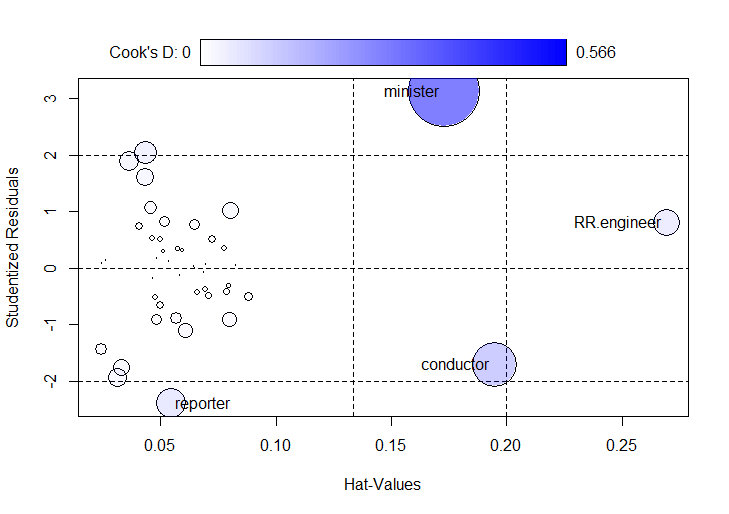 Cook's D: 0
0.566
Studentized Residuals
3
2
1
0
-1
-2
minister
RR.engineer
conductor
reporter
0.05
0.10
0.15
0.20
0.25
Hat-Values